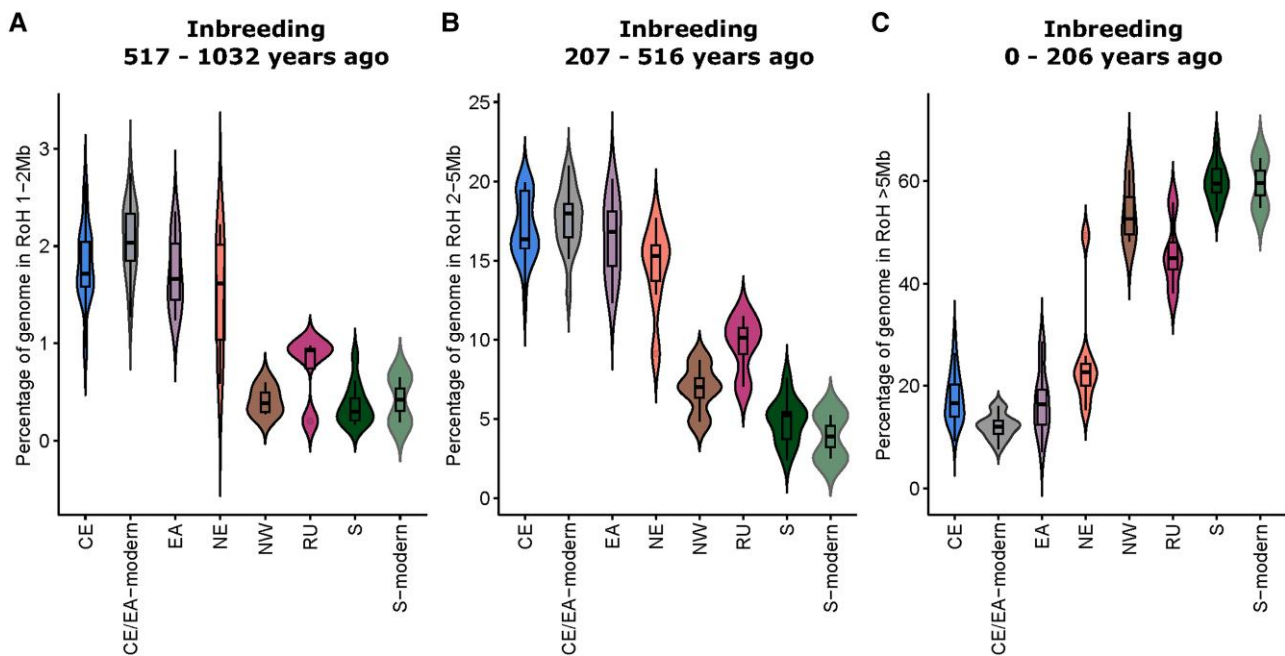 A
Inbreeding
517 - 1032 years ago
Percentage of genome in RoH 1-2Mb
3
2
1
0
CE
CE/EA-modern
EA
NE
NW
RU
S
S-modern
B
Inbreeding
207 - 516 years ago
Percentage of genome in RoH 2-5Mb
25
20
15
10
5
0
CE
CE/EA-modern
EA
NE
NW
RU
S
S-modern
C
Inbreeding
0 - 206 years ago
Percentage of genome in RoH >5Mb
60
40
20
0
CE
CE/EA-modern
EA
NE
NW
RU
S
S-modern